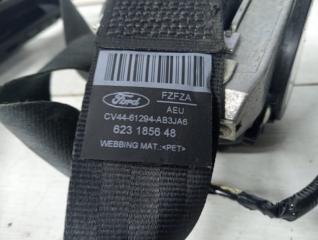 Ford
FZFZA
AEU
CV44-61294-AB3JA6
623 1856 48
WEBBING MAT.:<PET>